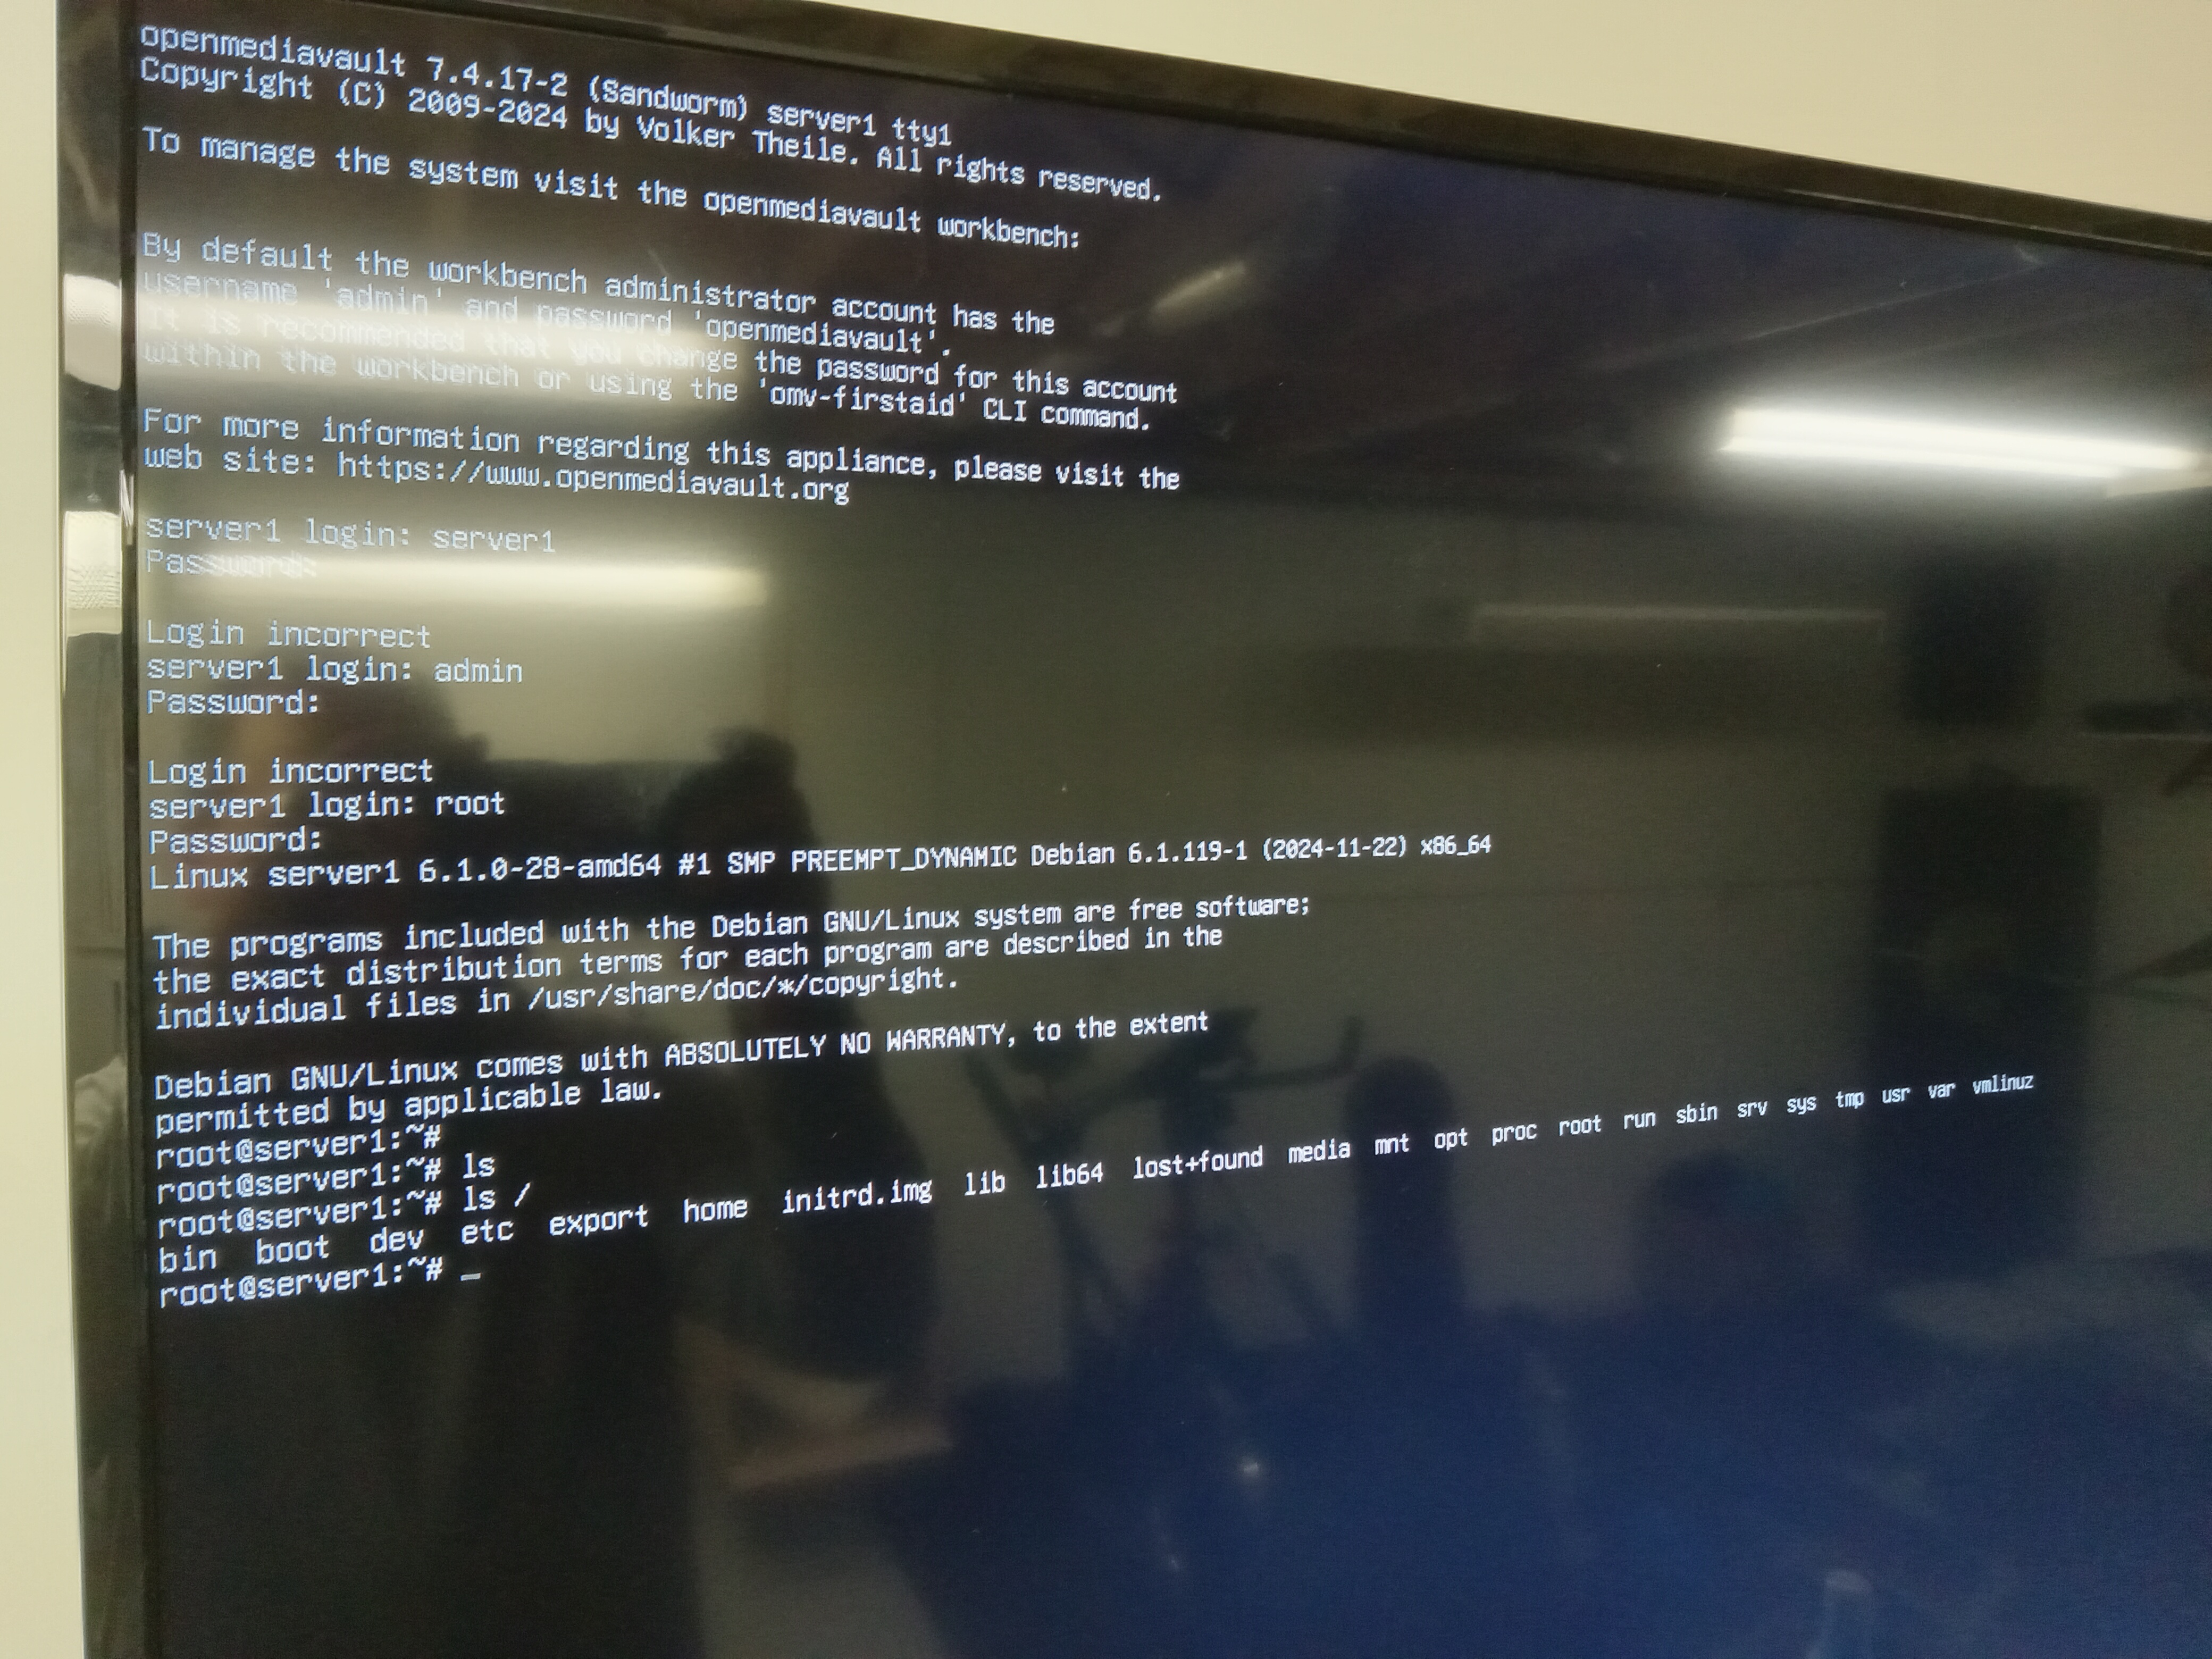 openmediavault 7.4.17-2 (Sandworm) server1 tty1
Copyright (C) 2009-2024 by Volker Theile. All rights reserved.
To manage the system visit the openmediavault workbench:
By default the workbench administrator account has the
username 'admin' and password 'openmediavault'.
It is recommended that you change the password for this account
within the workbench or using the 'omv-firstaid' CLI command.
For more information regarding this appliance, please visit the
web site: https://www.openmediavault.org
server1 login: server1
Password:
Login incorrect
server1 login: admin
Password:
Login incorrect
server1 login: root
Password:
Linux server1 6.1.0-28-amd64 #1 SMP PREEMPT_DYNAMIC Debian 6.1.119-1 (2024-11-22) x86_64
The programs included with the Debian GNU/Linux system are free software;
the exact distribution terms for each program are described in the
individual files in /usr/share/doc/*/copyright.
Debian GNU/Linux comes with ABSOLUTELY NO WARRANTY, to the extent
permitted by applicable law.
root@server1:~#
root@server1:~# ls
root@server1:~# ls /
bin boot dev etc export home initrd.img lib lib64 lost+found media mnt opt proc root run sbin srv sys tmp usr var vmlinuz
root@server1:~# _